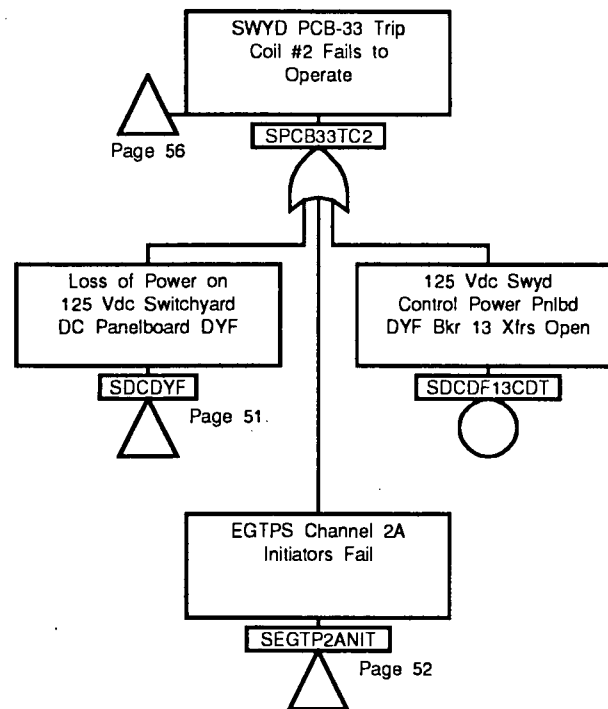 SWYD PCB-33 Trip
Coil #2 Fails to
Operate
SPCB33TC2
Page 56
Loss of Power on
125 Vdc Switchyard
DC Panelboard DYF
SDCDYF
Page 51.
125 Vdc Swyd
Control Power Pnlbd
DYF Bkr 13 Xfrs Open
SDCDF13CDT
EGTPS Channel 2A
Initiators Fail
SEGTP2ANIT
Page 52